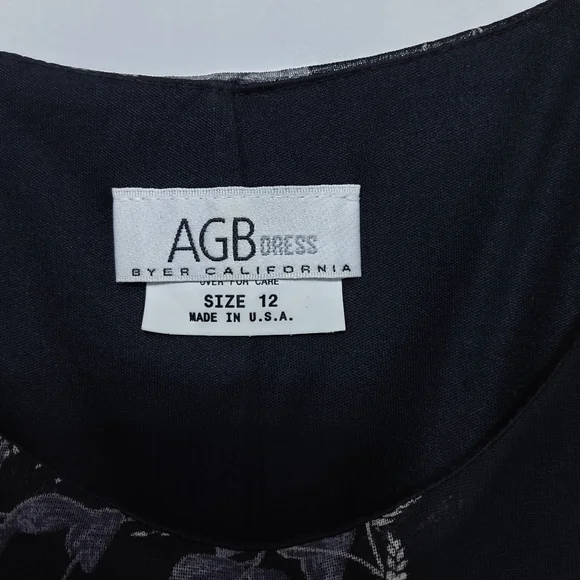 AGB DRESS
BYER CALIFORNIA
OVER FOR CARE
SIZE 12
MADE IN U.S.A.